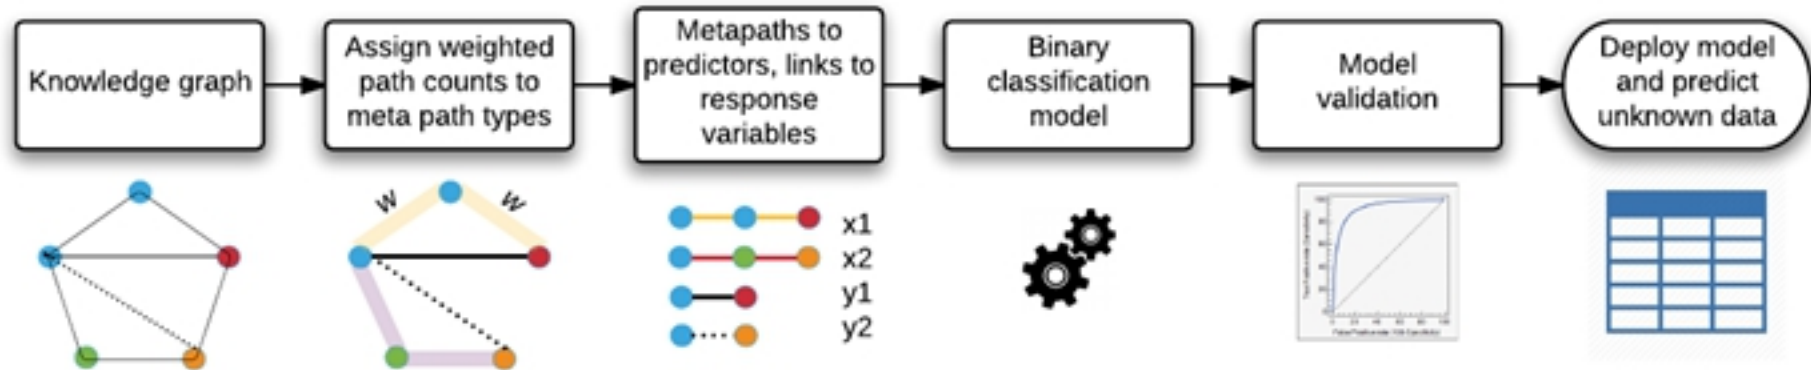 Knowledge graph
Assign weighted
path counts to
meta path types
Metapaths to
predictors, links to
response
variables
Binary
classification
model
Model
validation
Deploy model
and predict
unknown data
w
w
x1
x2
y1
y2